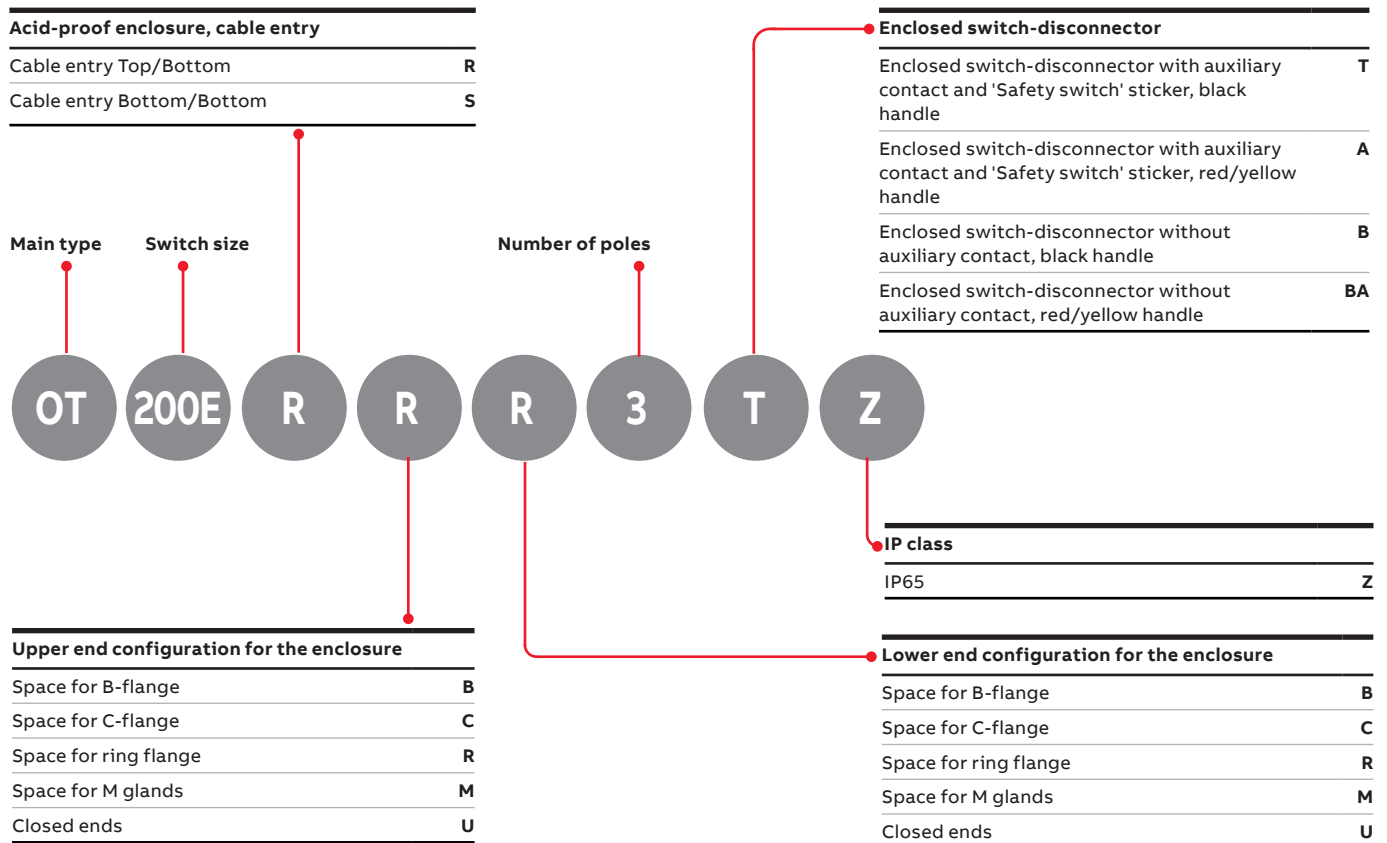 Acid-proof enclosure, cable entry
Cable entry Top/Bottom R
Cable entry Bottom/Bottom S
Enclosed switch-disconnector
Enclosed switch-disconnector with auxiliary T
contact and 'Safety switch' sticker, black
handle
Enclosed switch-disconnector with auxiliary A
contact and 'Safety switch' sticker, red/yellow
handle
Enclosed switch-disconnector without B
auxiliary contact, black handle
Enclosed switch-disconnector without BA
auxiliary contact, red/yellow handle
Main type Switch size Number of poles
OT 200E R R R 3 T Z
IP class
IP65 Z
Upper end configuration for the enclosure
Space for B-flange B
Space for C-flange C
Space for ring flange R
Space for M glands M
Closed ends U
Lower end configuration for the enclosure
Space for B-flange B
Space for C-flange C
Space for ring flange R
Space for M glands M
Closed ends U